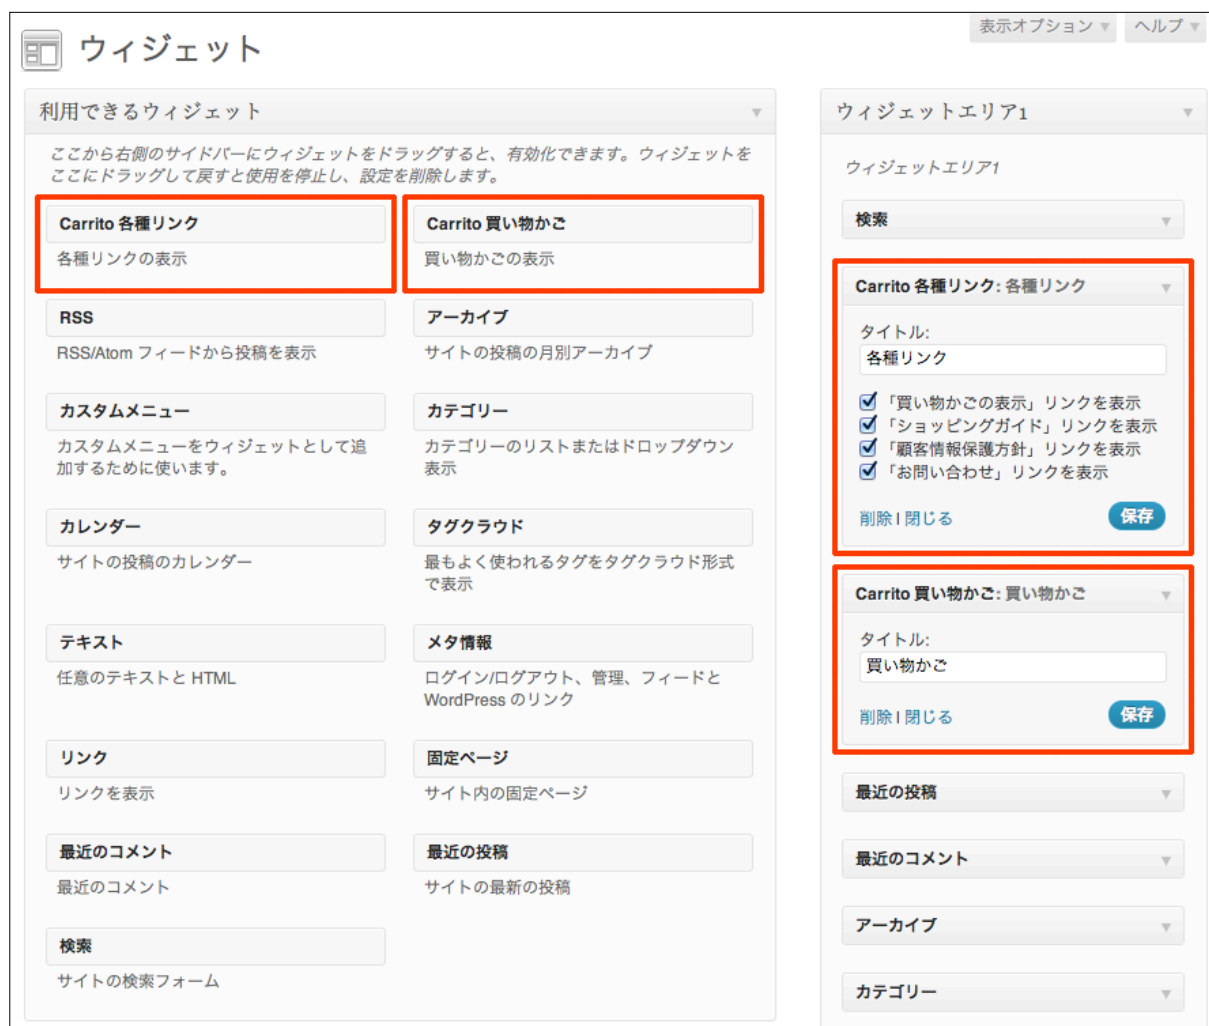 表示オプション
ヘルプ
ウィジェット
利用できるウィジェット
ここから右側のサイドバーにウィジェットをドラッグすると、有効化できます。ウィジェットを
ここにドラッグして戻すと使用を停止し、設定を削除します。
Carrito 各種リンク
各種リンクの表示
Carrito 買い物かご
買い物かごの表示
RSS
RSS/Atom フィードから投稿を表示
アーカイブ
サイトの投稿の月別アーカイブ
カスタムメニュー
カスタムメニューをウィジェットとして追
加するために使います。
カテゴリー
カテゴリーのリストまたはドロップダウン
表示
カレンダー
サイトの投稿のカレンダー
タグクラウド
最もよく使われるタグをタグクラウド形式
で表示
テキスト
任意のテキストと HTML
メタ情報
ログイン/ログアウト、管理、フィードと
WordPress のリンク
リンク
リンクを表示
固定ページ
サイト内の固定ページ
最近のコメント
最近のコメント
最近の投稿
サイトの最新の投稿
検索
サイトの検索フォーム
ウィジェットエリア1
ウィジェットエリア1
検索
Carrito 各種リンク: 各種リンク
タイトル:
各種リンク
「買い物かごの表示」リンクを表示
「ショッピングガイド」リンクを表示
「顧客情報保護方針」リンクを表示
「お問い合わせ」リンクを表示
削除 | 閉じる
保存
Carrito 買い物かご: 買い物かご
タイトル:
買い物かご
削除 | 閉じる
保存
最近の投稿
最近のコメント
アーカイブ
カテゴリー